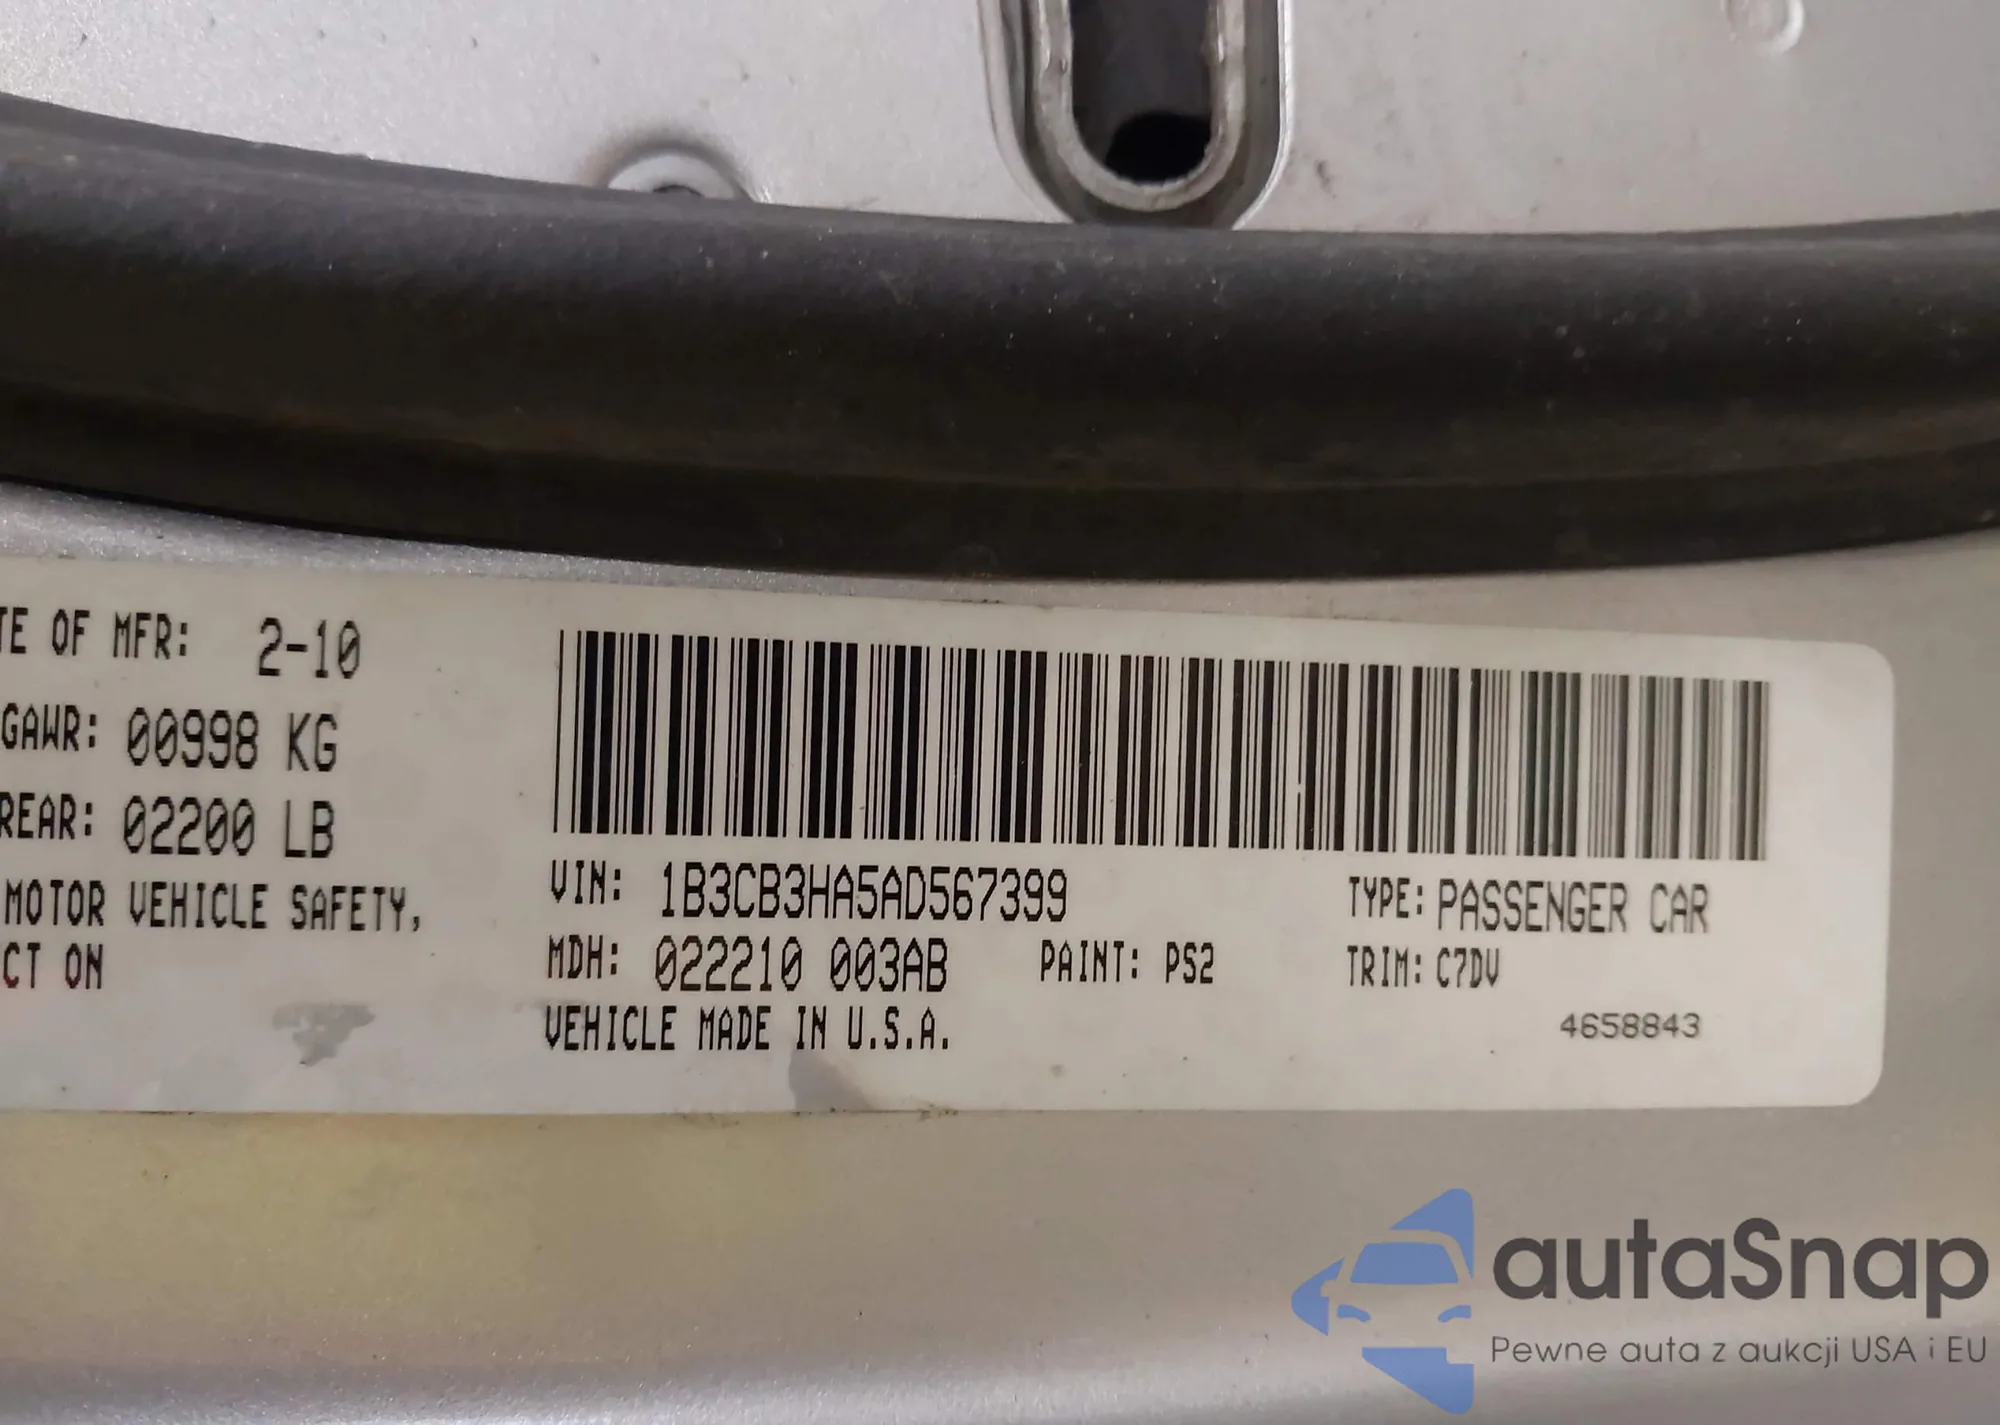 TE OF MFR: 2-10
GAWR: 00998 KG
REAR: 02200 LB
MOTOR VEHICLE SAFETY,
CT ON
VIN: 1B3CB3HA5AD567399
TYPE: PASSENGER CAR
MDH: 022210 003AB
PAINT: PS2
TRIM: C7DV
VEHICLE MADE IN U.S.A.
4658843
autaSnap
Pewne auta z aukcji USA i EU